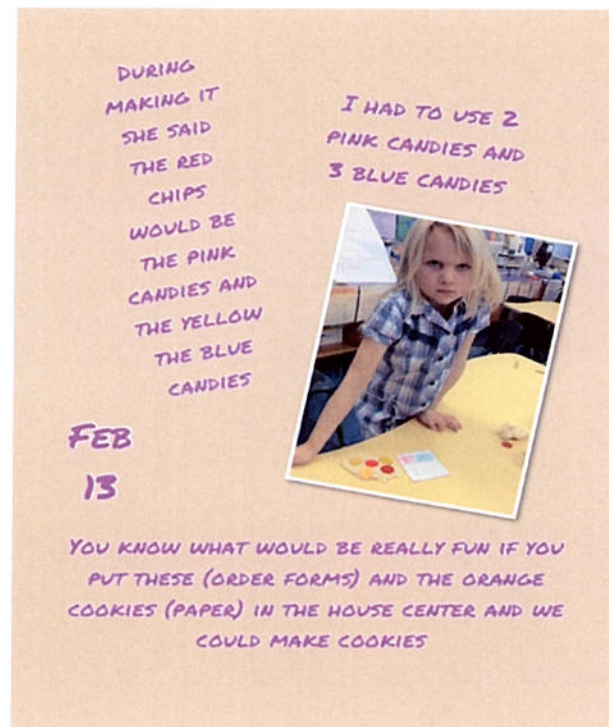 DURING
MAKING IT
SHE SAID
THE RED
CHIPS
WOULD BE
THE PINK
CANDIES AND
THE YELLOW
THE BLUE
CANDIES
I HAD TO USE 2
PINK CANDIES AND
3 BLUE CANDIES
FEB
13
YOU KNOW WHAT WOULD BE REALLY FUN IF YOU
PUT THESE (ORDER FORMS) AND THE ORANGE
COOKIES (PAPER) IN THE HOUSE CENTER AND WE
COULD MAKE COOKIES